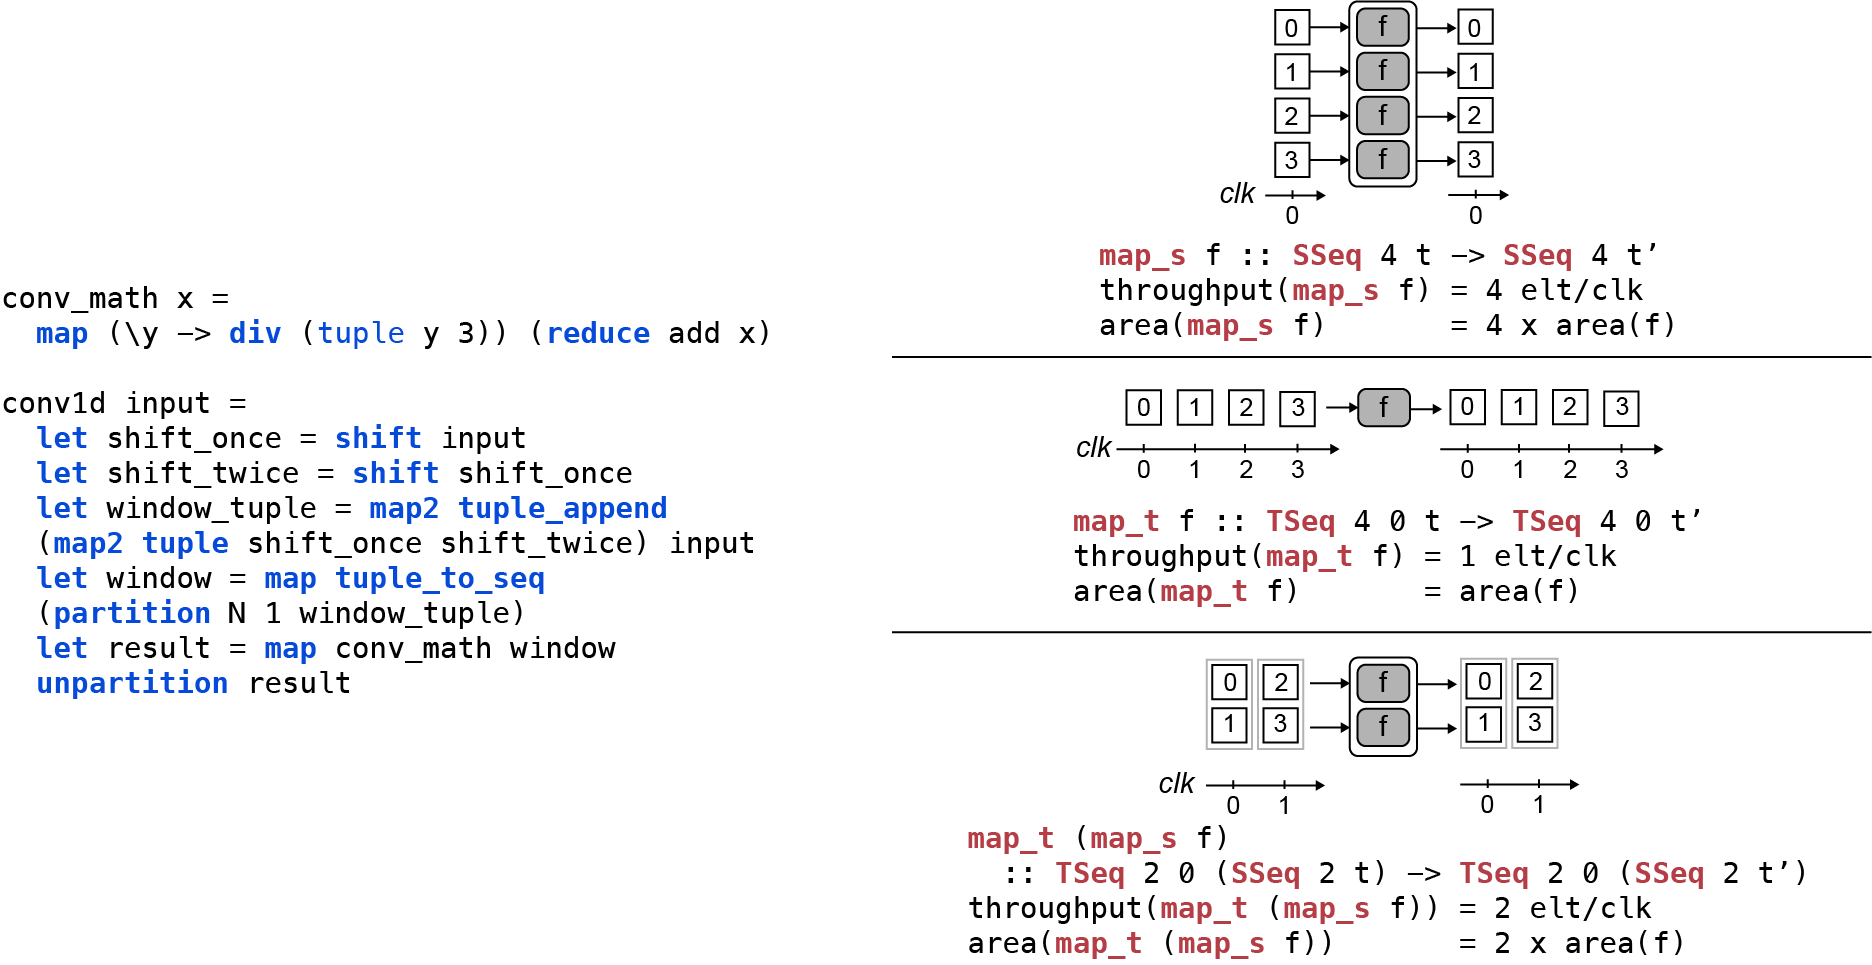 conv_math x =
  map (\y –> div (tuple y 3)) (reduce add x)
conv1d input =
  let shift_once = shift input
  let shift_twice = shift shift_once
  let window_tuple = map2 tuple_append
  (map2 tuple shift_once shift_twice) input
  let window = map tuple_to_seq
  (partition N 1 window_tuple)
  let result = map conv_math window
  unpartition result
0 f 0
1 f 1
2 f 2
3 f 3
clk
0 0
map_s f :: SSeq 4 t –> SSeq 4 t’
throughput(map_s f) = 4 elt/clk
area(map_s f) = 4 x area(f)
0 1 2 3 f 0 1 2 3
clk
0 1 2 3 0 1 2 3
map_t f :: TSeq 4 0 t –> TSeq 4 0 t’
throughput(map_t f) = 1 elt/clk
area(map_t f) = area(f)
0 2 f 0 2
1 3 f 1 3
clk
0 1 0 1
map_t (map_s f)
  :: TSeq 2 0 (SSeq 2 t) –> TSeq 2 0 (SSeq 2 t’)
throughput(map_t (map_s f)) = 2 elt/clk
area(map_t (map_s f)) = 2 x area(f)